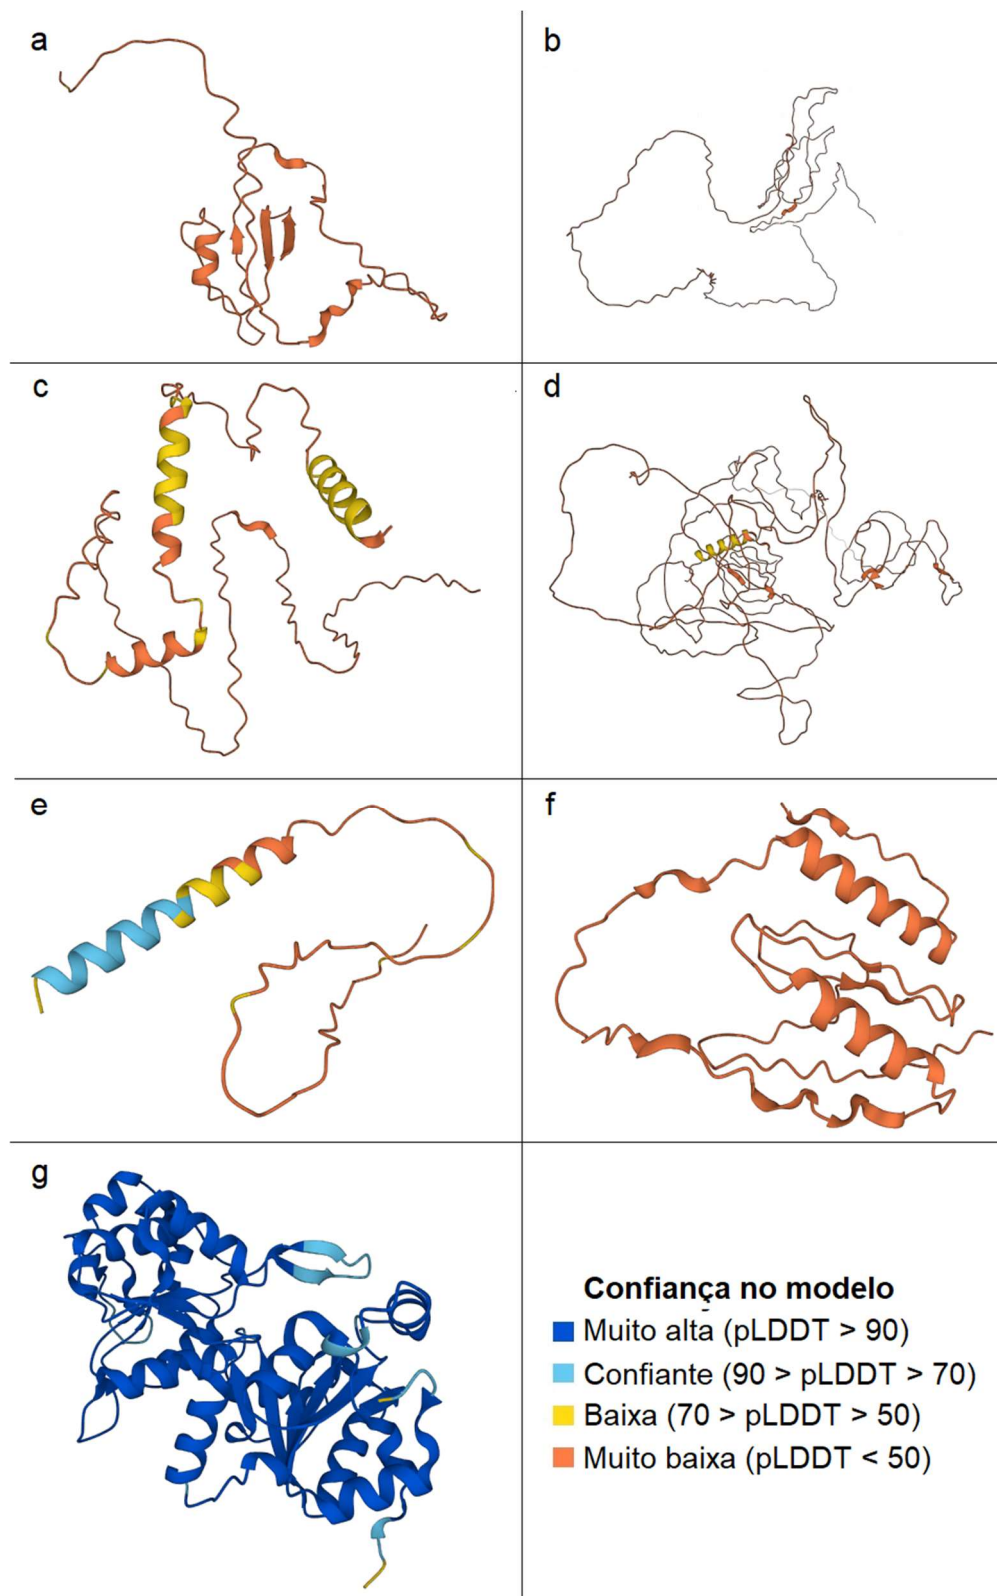 a
b
c
d
e
f
g
Confiança no modelo
Muito alta (pLDDT > 90)
Confiante (90 > pLDDT > 70)
Baixa (70 > pLDDT > 50)
Muito baixa (pLDDT < 50)